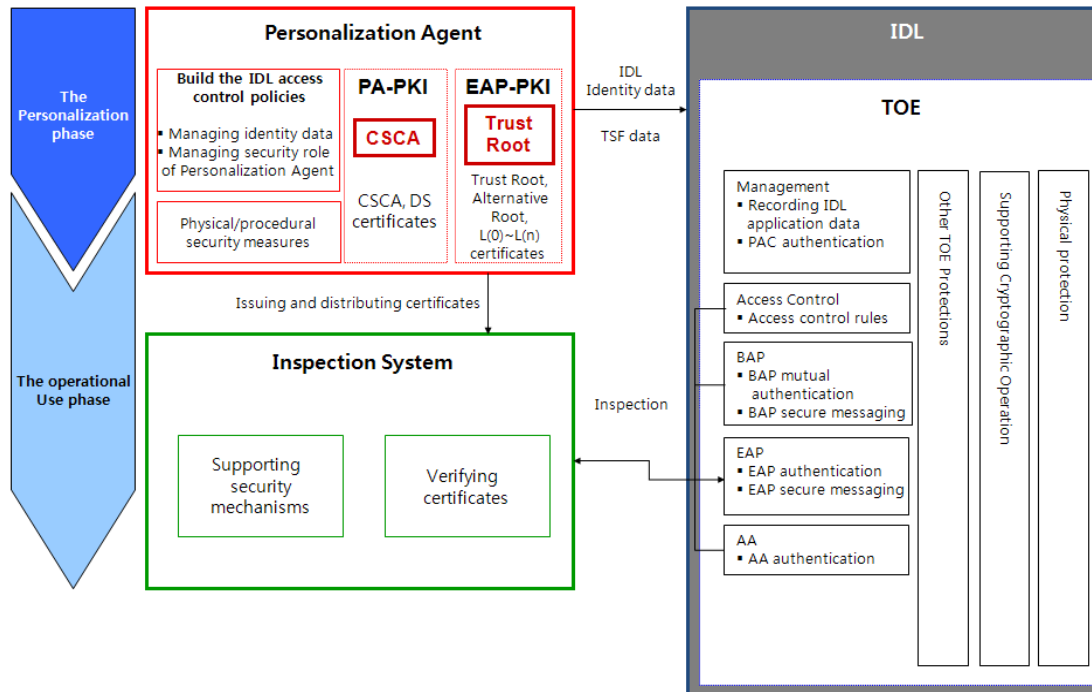 The
Personalization
phase
The operational
Use phase
Personalization Agent
Build the IDL access
control policies
▪ Managing identity data
▪ Managing security role
of Personalization Agent
Physical/procedural
security measures
PA-PKI
CSCA
CSCA, DS
certificates
EAP-PKI
Trust
Root
Trust Root,
Alternative
Root,
L(0)~L(n)
certificates
Issuing and distributing certificates
Inspection System
Supporting
security
mechanisms
Verifying
certificates
IDL
Identity data
TSF data
Inspection
IDL
TOE
Management
▪ Recording IDL
application data
▪ PAC authentication
Access Control
▪ Access control rules
BAP
▪ BAP mutual
authentication
▪ BAP secure messaging
EAP
▪ EAP authentication
▪ EAP secure messaging
AA
▪ AA authentication
Other TOE Protections
Supporting Cryptographic Operation
Physical protection